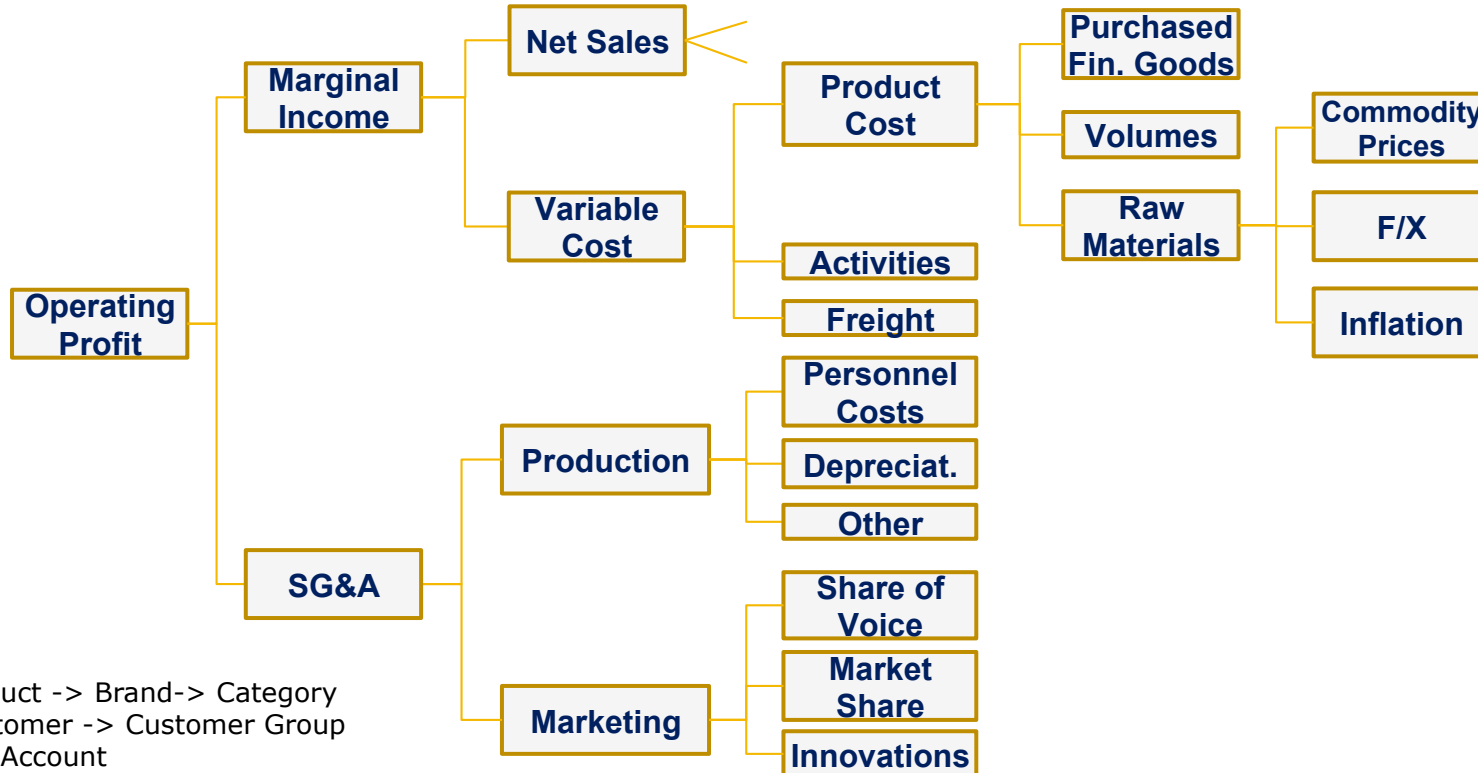 Operating
Profit
Marginal
Income
SG&A
Net Sales
Variable
Cost
Production
Marketing
Product
Cost
Activities
Freight
Personnel
Costs
Depreciat.
Other
Share of
Voice
Market
Share
Innovations
Purchased
Fin. Goods
Volumes
Raw
Materials
Commodity
Prices
F/X
Inflation
uct -> Brand-> Category
tomer -> Customer Group
Account